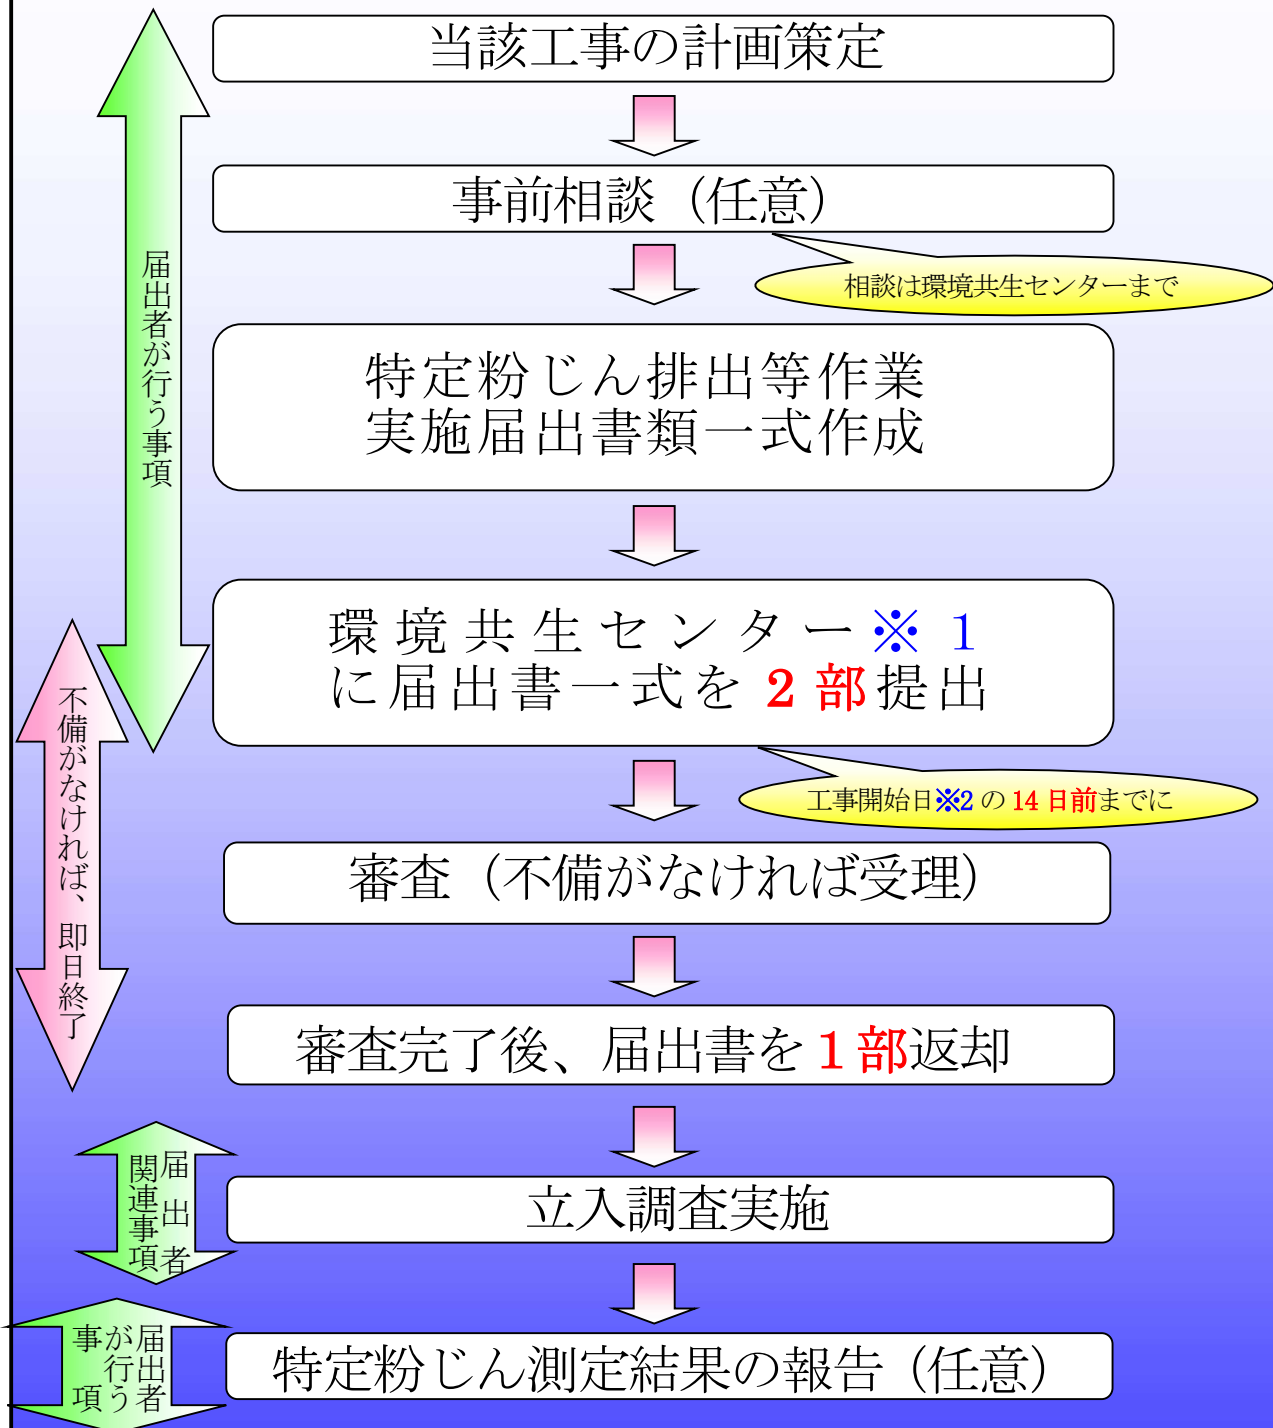 当該工事の計画策定
事前相談（任意）
相談は環境共生センターまで
届出者が行う事項
特定粉じん排出等作業
実施届出書類一式作成
環境共生センター※１
に届出書一式を２部提出
工事開始日※2 の 14 日前までに
不備がなければ、即日終了
審査（不備がなければ受理）
審査完了後、届出書を１部返却
届出者
関連事項
立入調査実施
届出者
が行う
事項
特定粉じん測定結果の報告（任意）